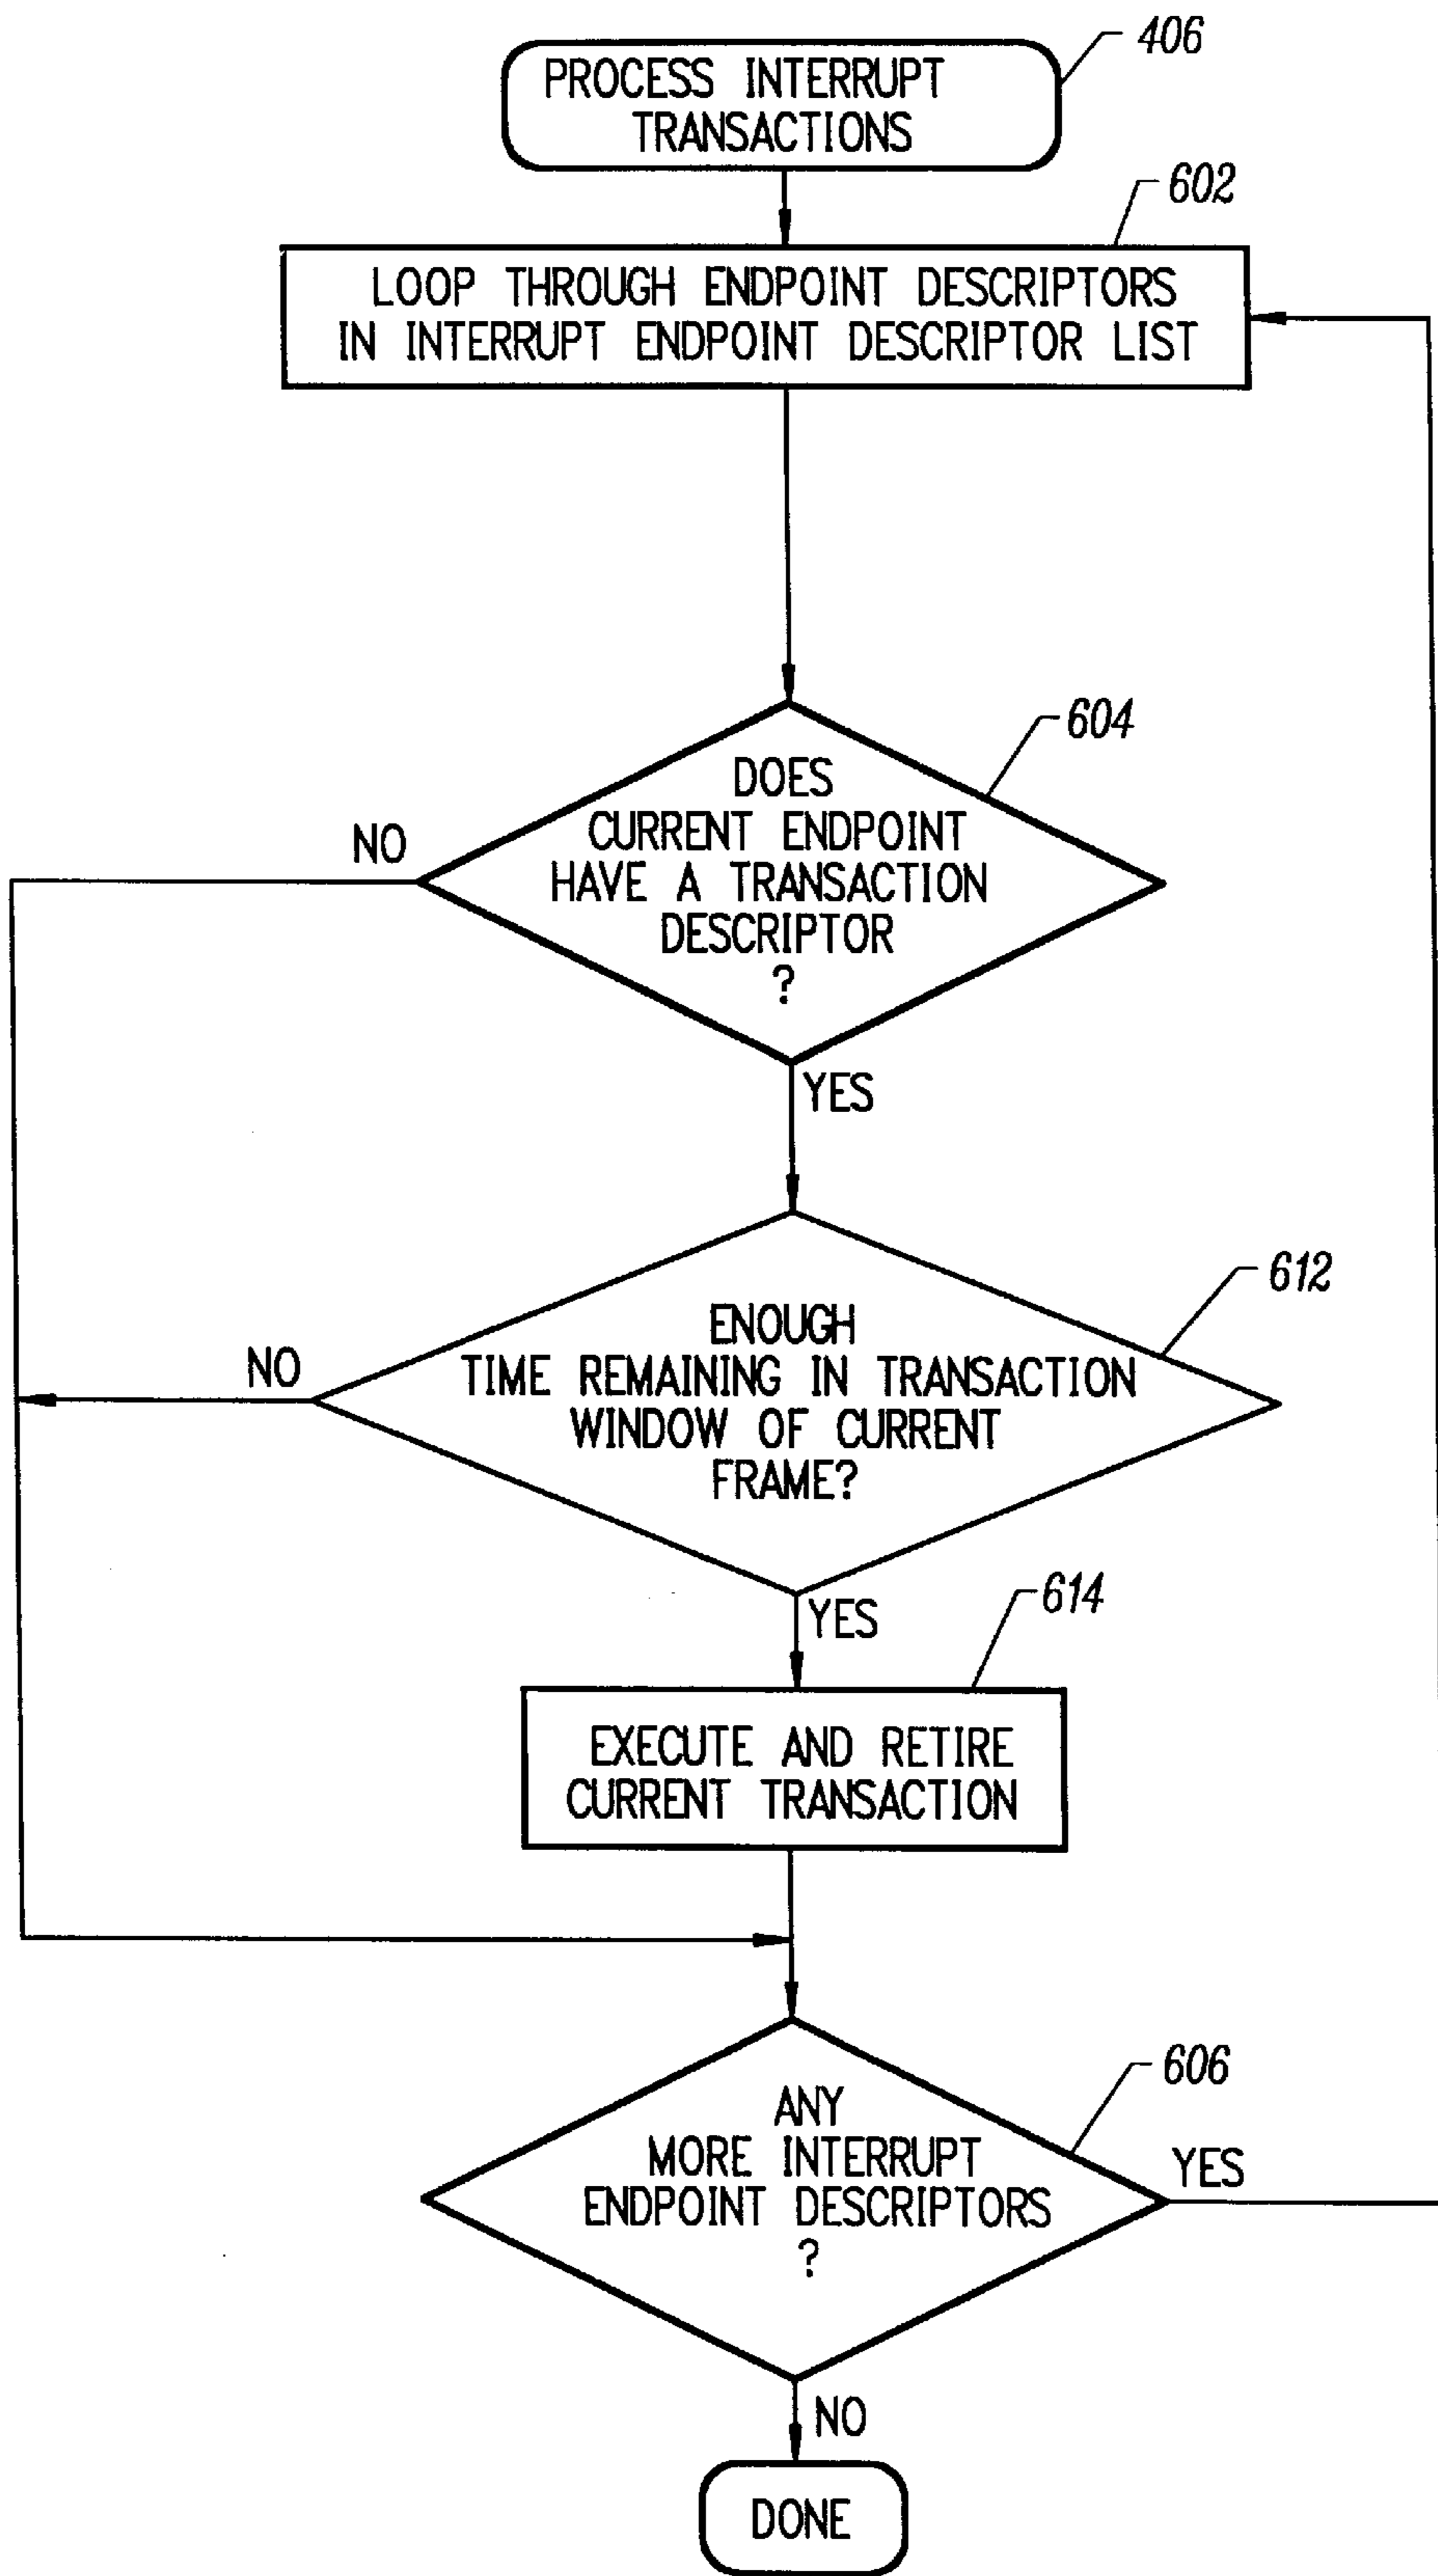 406
PROCESS INTERRUPT
TRANSACTIONS
602
LOOP THROUGH ENDPOINT DESCRIPTORS
IN INTERRUPT ENDPOINT DESCRIPTOR LIST
604
DOES
CURRENT ENDPOINT
HAVE A TRANSACTION
DESCRIPTOR
?
NO
YES
612
ENOUGH
TIME REMAINING IN TRANSACTION
WINDOW OF CURRENT
FRAME?
NO
YES
614
EXECUTE AND RETIRE
CURRENT TRANSACTION
606
ANY
MORE INTERRUPT
ENDPOINT DESCRIPTORS
?
YES
NO
DONE